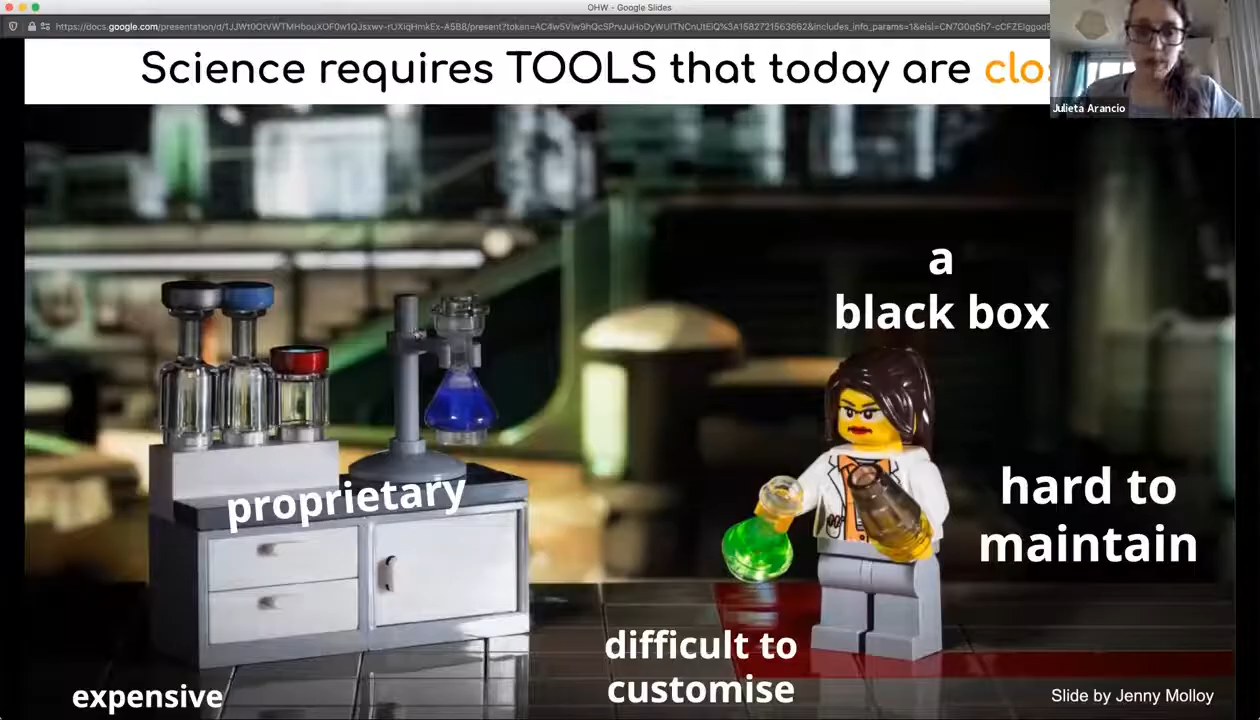 OHW - Google Slides
Science requires TOOLS that today are clo
Julieta Arancio
a
black box
proprietary
hard to
maintain
difficult to
customise
expensive
Slide by Jenny Molloy